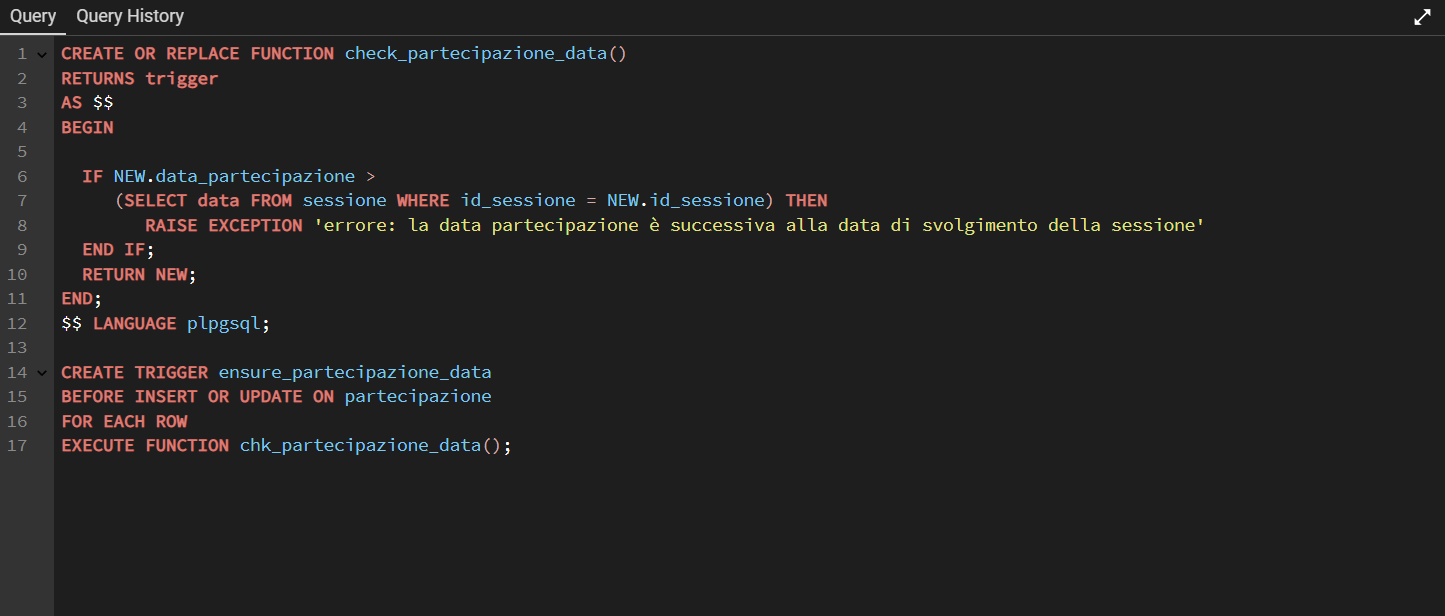 Query Query History
1 CREATE OR REPLACE FUNCTION check_partecipazione_data()
2 RETURNS trigger
3 AS $$
4 BEGIN
5
6   IF NEW.data_partecipazione >
7      (SELECT data FROM sessione WHERE id_sessione = NEW.id_sessione) THEN
8         RAISE EXCEPTION 'errore: la data partecipazione è successiva alla data di svolgimento della sessione'
9   END IF;
10   RETURN NEW;
11 END;
12 $$ LANGUAGE plpgsql;
13
14 CREATE TRIGGER ensure_partecipazione_data
15 BEFORE INSERT OR UPDATE ON partecipazione
16 FOR EACH ROW
17 EXECUTE FUNCTION chk_partecipazione_data();